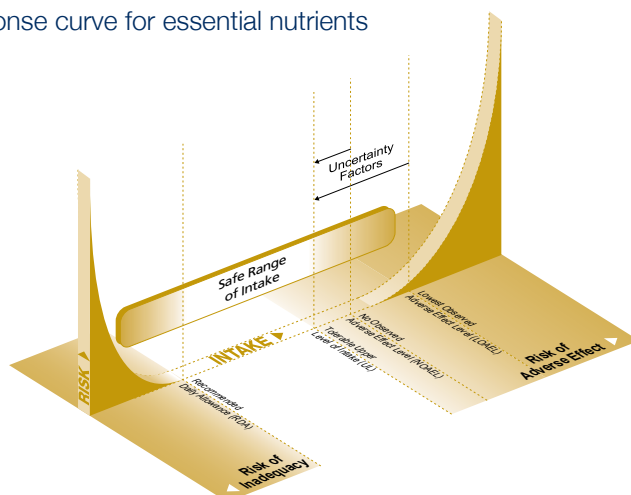 onse curve for essential nutrients
Uncertainty
Factors
Safe Range
of Intake
RISK
INTAKE
Recommended
Daily Allowance (RDA)
Tolerable Upper
Level of Intake (UL)
No Observed
Adverse Effect Level (NOAEL)
Lowest Observed
Adverse Effect Level (LOAEL)
Risk of
Inadequacy
Risk of
Adverse Effect